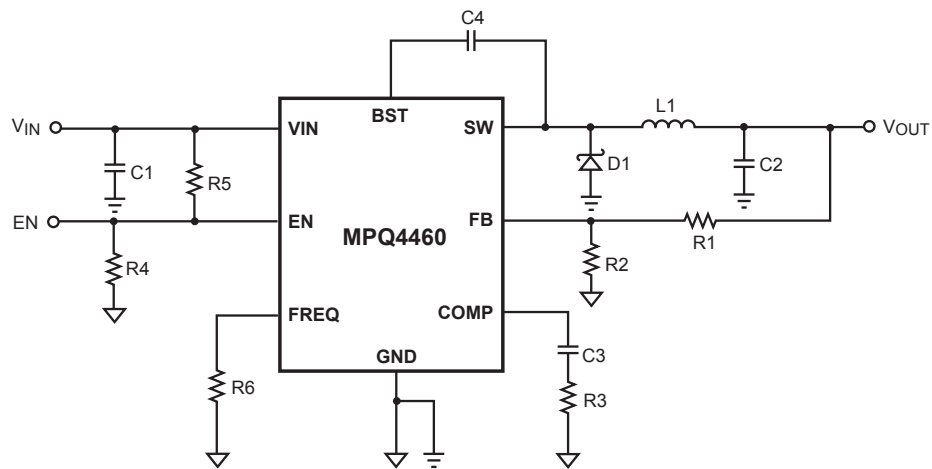 C4
BST
L1
VIN
VIN
SW
VOUT
C1
R5
D1
C2
EN
EN
FB
MPQ4460
R1
R4
R2
FREQ
COMP
C3
GND
R6
R3